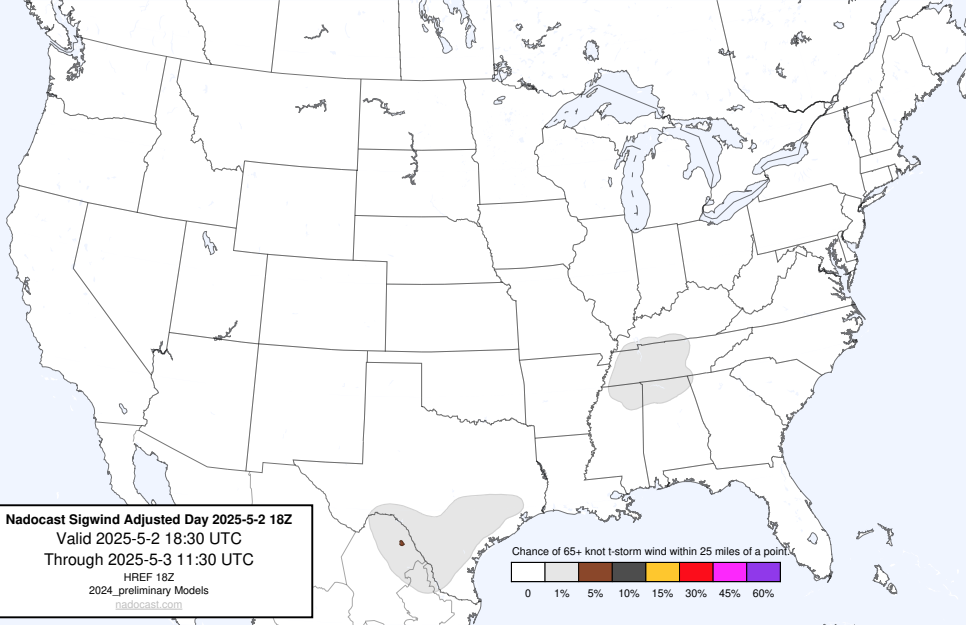 Nadocast Sigwind Adjusted Day 2025-5-2 18Z
Valid 2025-5-2 18:30 UTC
Through 2025-5-3 11:30 UTC
HREF 18Z
2024_preliminary Models
nadocast.com
Chance of 65+ knot t-storm wind within 25 miles of a point.
0 1% 5% 10% 15% 30% 45% 60%